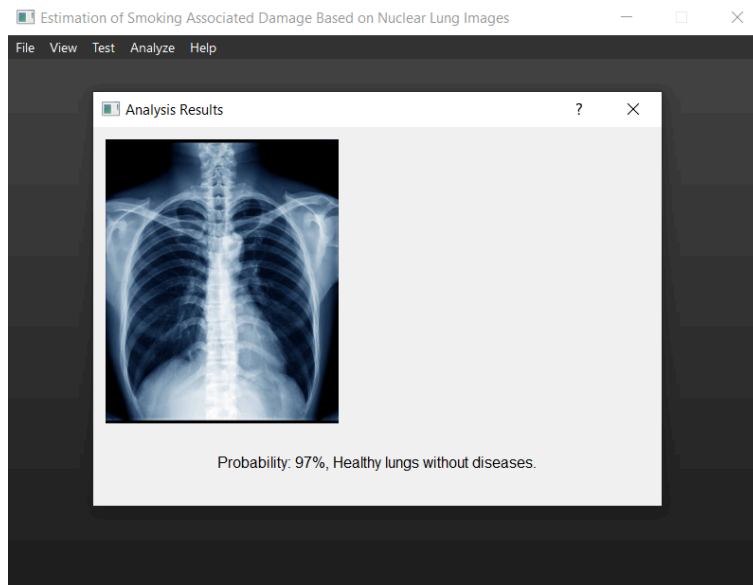 Estimation of Smoking Associated Damage Based on Nuclear Lung Images
File View Test Analyze Help
Analysis Results ?
Probability: 97%, Healthy lungs without diseases.